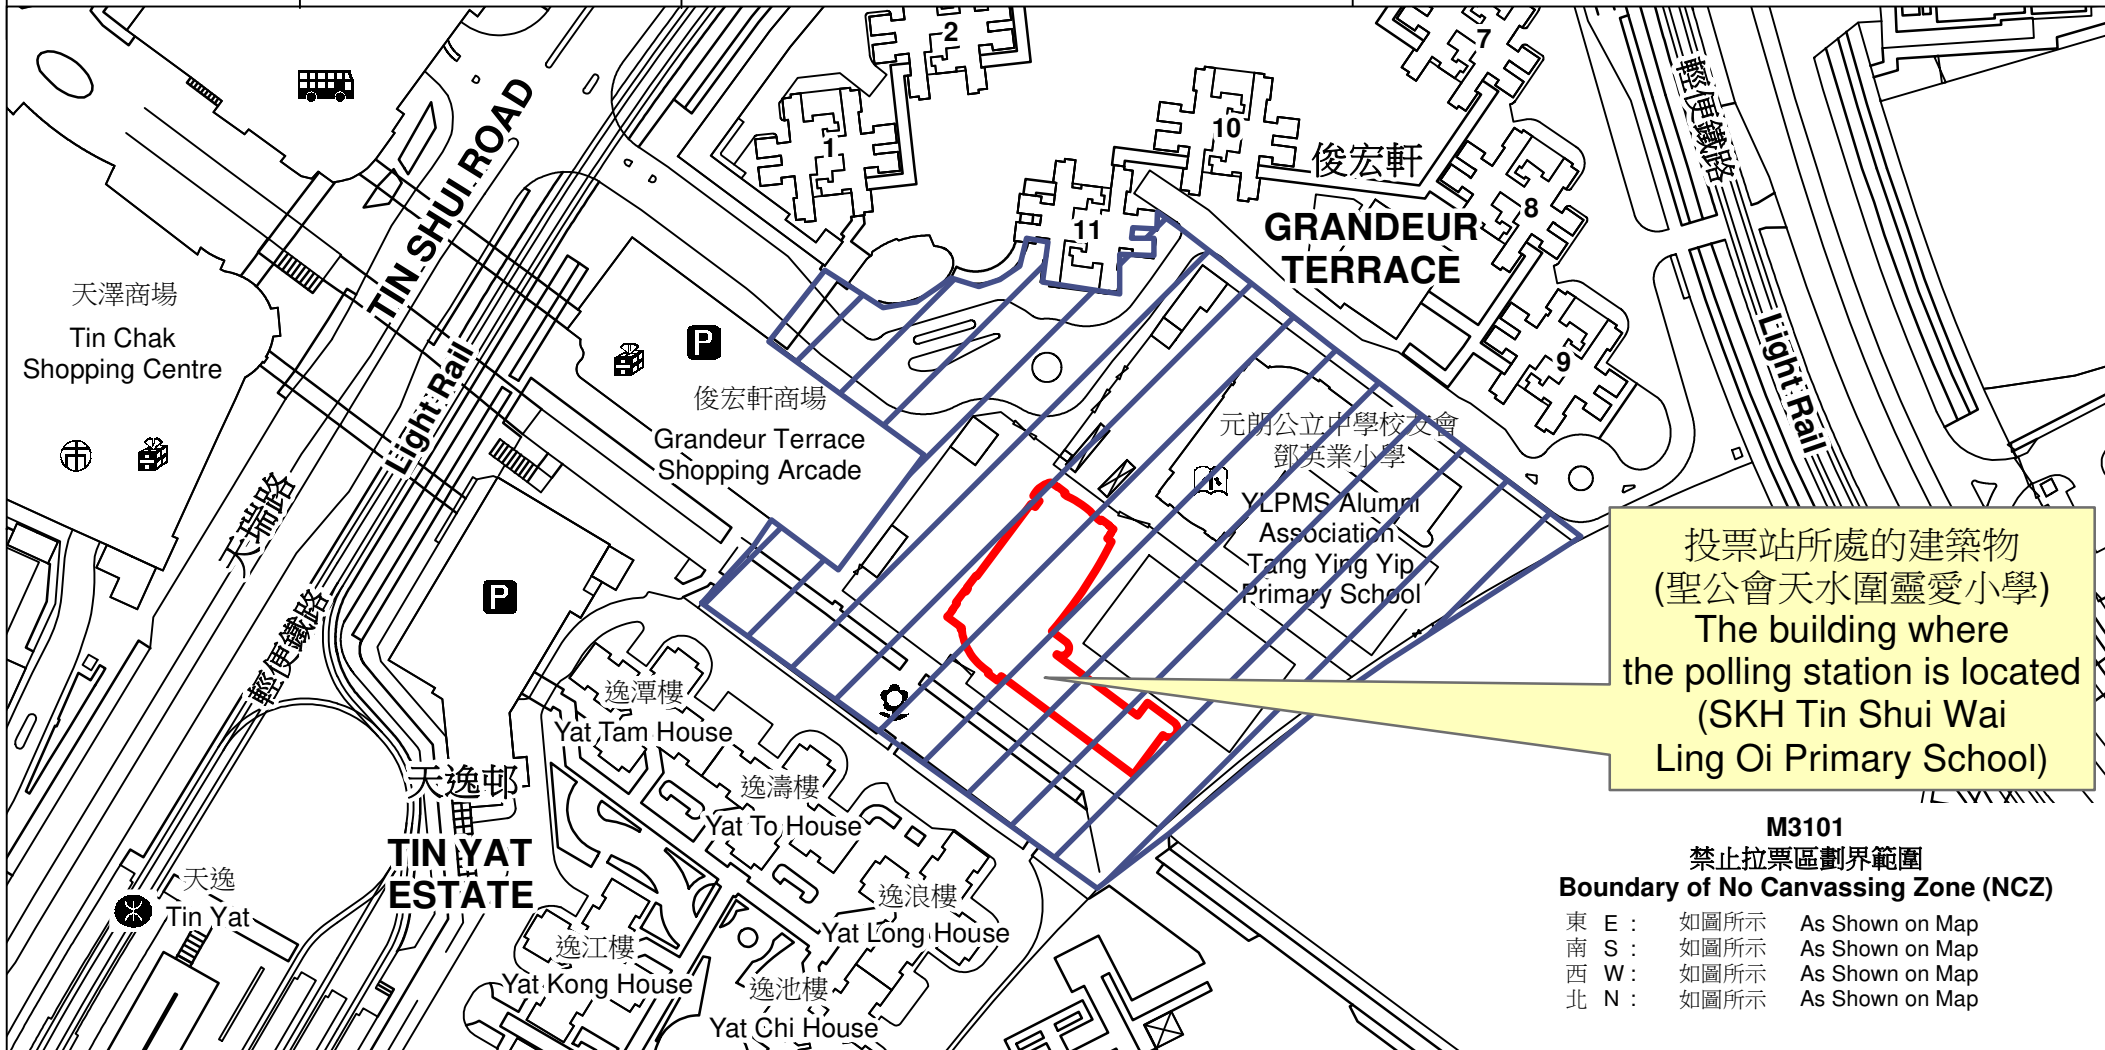 2
7
1
10
俊宏軒
8
11
GRANDEUR
TERRACE
9
輕便鐵路
Light Rail
TIN SHUI ROAD
天澤商場
Tin Chak
Shopping Centre
Light Rail
P
俊宏軒商場
Grandeur Terrace
Shopping Arcade
元朗公立中學校友會
鄧英業小學
YLPMS Alumni
Association
Tang Ying Yip
Primary School
天瑞路
輕便鐵路
P
投票站所處的建築物
(聖公會天水圍靈愛小學)
The building where
the polling station is located
(SKH Tin Shui Wai
Ling Oi Primary School)
逸潭樓
Yat Tam House
天逸邨
TIN YAT
ESTATE
逸濤樓
Yat To House
天逸
Tin Yat
逸浪樓
Yat Long House
逸江樓
Yat Kong House
逸池樓
Yat Chi House
M3101
禁止拉票區劃界範圍
Boundary of No Canvassing Zone (NCZ)
東 E : 如圖所示 As Shown on Map
南 S : 如圖所示 As Shown on Map
西 W : 如圖所示 As Shown on Map
北 N : 如圖所示 As Shown on Map